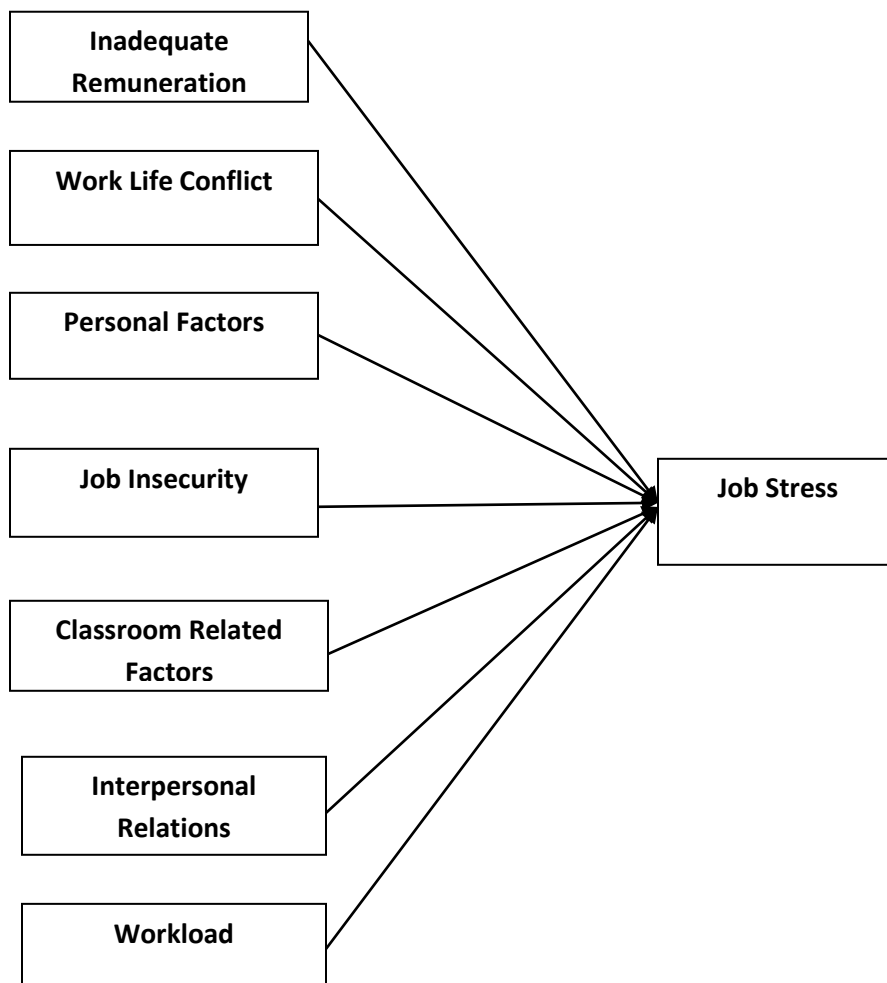 Inadequate
Remuneration
Work Life Conflict
Personal Factors
Job Insecurity
Job Stress
Classroom Related
Factors
Interpersonal
Relations
Workload